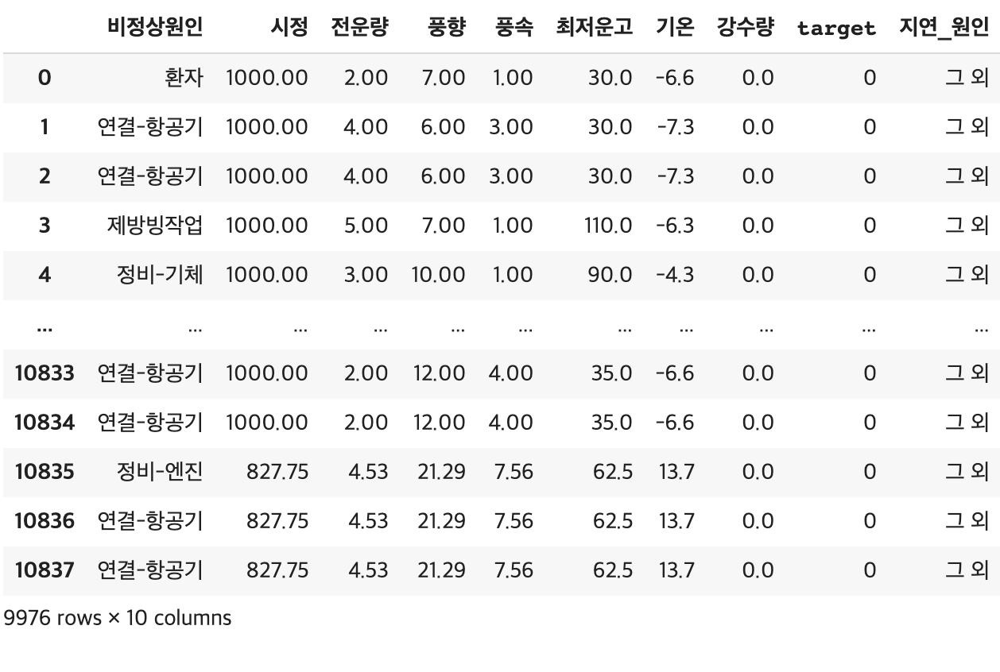 비정상원인 시정 전운량 풍향 풍속 최저운고 기온 강수량 target 지연_원인
0 환자 1000.00 2.00 7.00 1.00 30.0 -6.6 0.0 0 그 외
1 연결-항공기 1000.00 4.00 6.00 3.00 30.0 -7.3 0.0 0 그 외
2 연결-항공기 1000.00 4.00 6.00 3.00 30.0 -7.3 0.0 0 그 외
3 제방빙작업 1000.00 5.00 7.00 1.00 110.0 -6.3 0.0 0 그 외
4 정비-기체 1000.00 3.00 10.00 1.00 90.0 -4.3 0.0 0 그 외
... ... ... ... ... ... ... ... ... ... ...
10833 연결-항공기 1000.00 2.00 12.00 4.00 35.0 -6.6 0.0 0 그 외
10834 연결-항공기 1000.00 2.00 12.00 4.00 35.0 -6.6 0.0 0 그 외
10835 정비-엔진 827.75 4.53 21.29 7.56 62.5 13.7 0.0 0 그 외
10836 연결-항공기 827.75 4.53 21.29 7.56 62.5 13.7 0.0 0 그 외
10837 연결-항공기 827.75 4.53 21.29 7.56 62.5 13.7 0.0 0 그 외
9976 rows × 10 columns